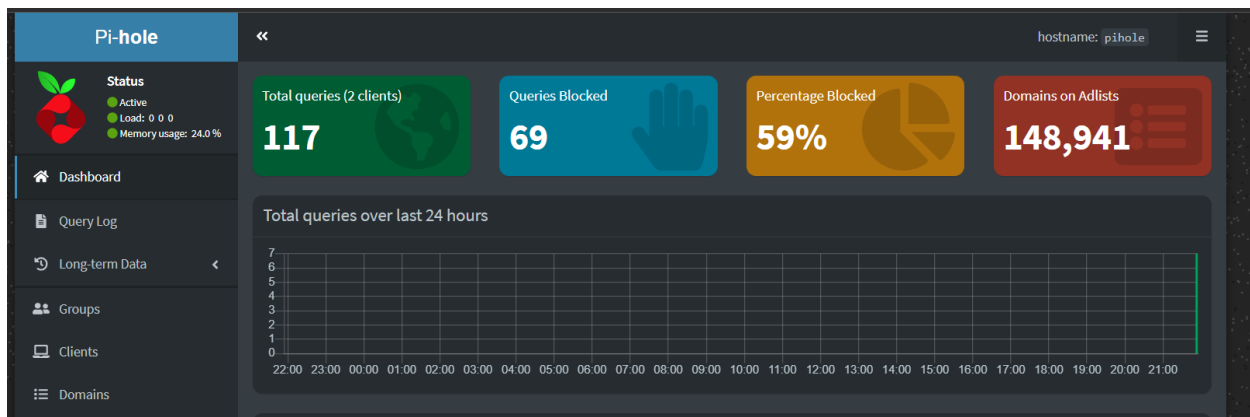 Pi-hole
hostname: pihole
Status
Active
Load: 0 0 0
Memory usage: 24.0 %
Total queries (2 clients)
117
Queries Blocked
69
Percentage Blocked
59%
Domains on Adlists
148,941
Dashboard
Query Log
Long-term Data
Groups
Clients
Domains
Total queries over last 24 hours
7
6
5
4
3
2
1
0
22:00 23:00 00:00 01:00 02:00 03:00 04:00 05:00 06:00 07:00 08:00 09:00 10:00 11:00 12:00 13:00 14:00 15:00 16:00 17:00 18:00 19:00 20:00 21:00